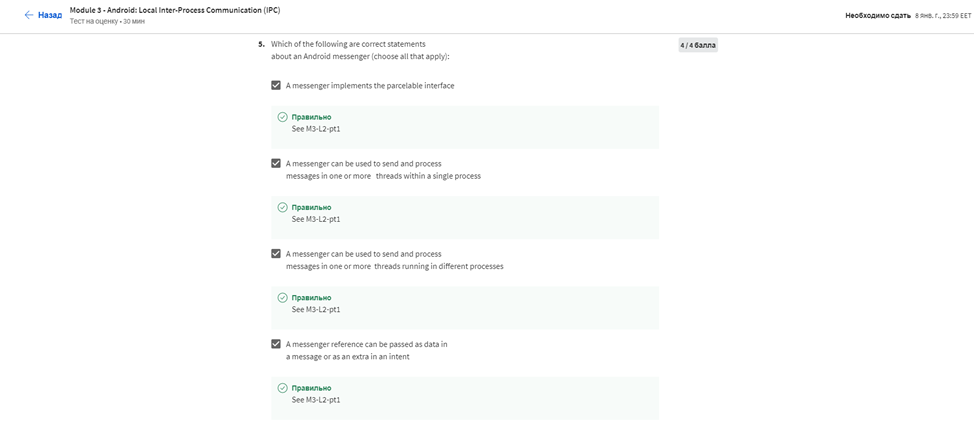 Назад
Module 3 - Android: Local Inter-Process Communication (IPC)
Тест на оценку • 30 мин
Необходимо сдать 8 янв. г., 23:59 EET
5. Which of the following are correct statements
about an Android messenger (choose all that apply):
4 / 4 балла
A messenger implements the parcelable interface
Правильно
See M3-L2-pt1
A messenger can be used to send and process
messages in one or more threads within a single process
Правильно
See M3-L2-pt1
A messenger can be used to send and process
messages in one or more threads running in different processes
Правильно
See M3-L2-pt1
A messenger reference can be passed as data in
a message or as an extra in an intent
Правильно
See M3-L2-pt1